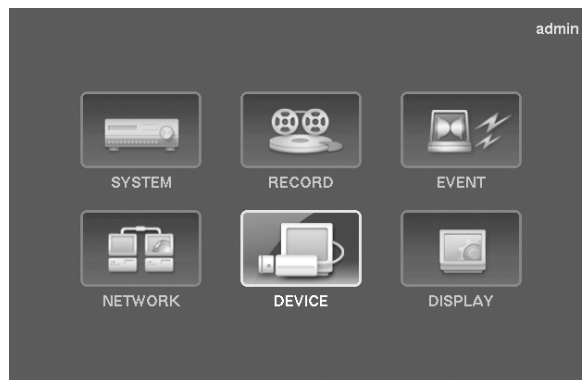 admin
SYSTEM
RECORD
EVENT
NETWORK
DEVICE
DISPLAY